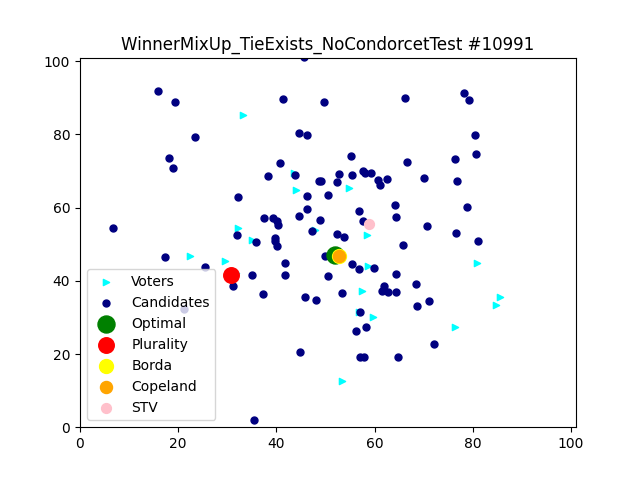 WinnerMixUp_TieExists_NoCondorcetTest #10991
100
80
60
40
20
0
Voters
Candidates
Optimal
Plurality
Borda
Copeland
STV
0 20 40 60 80 100